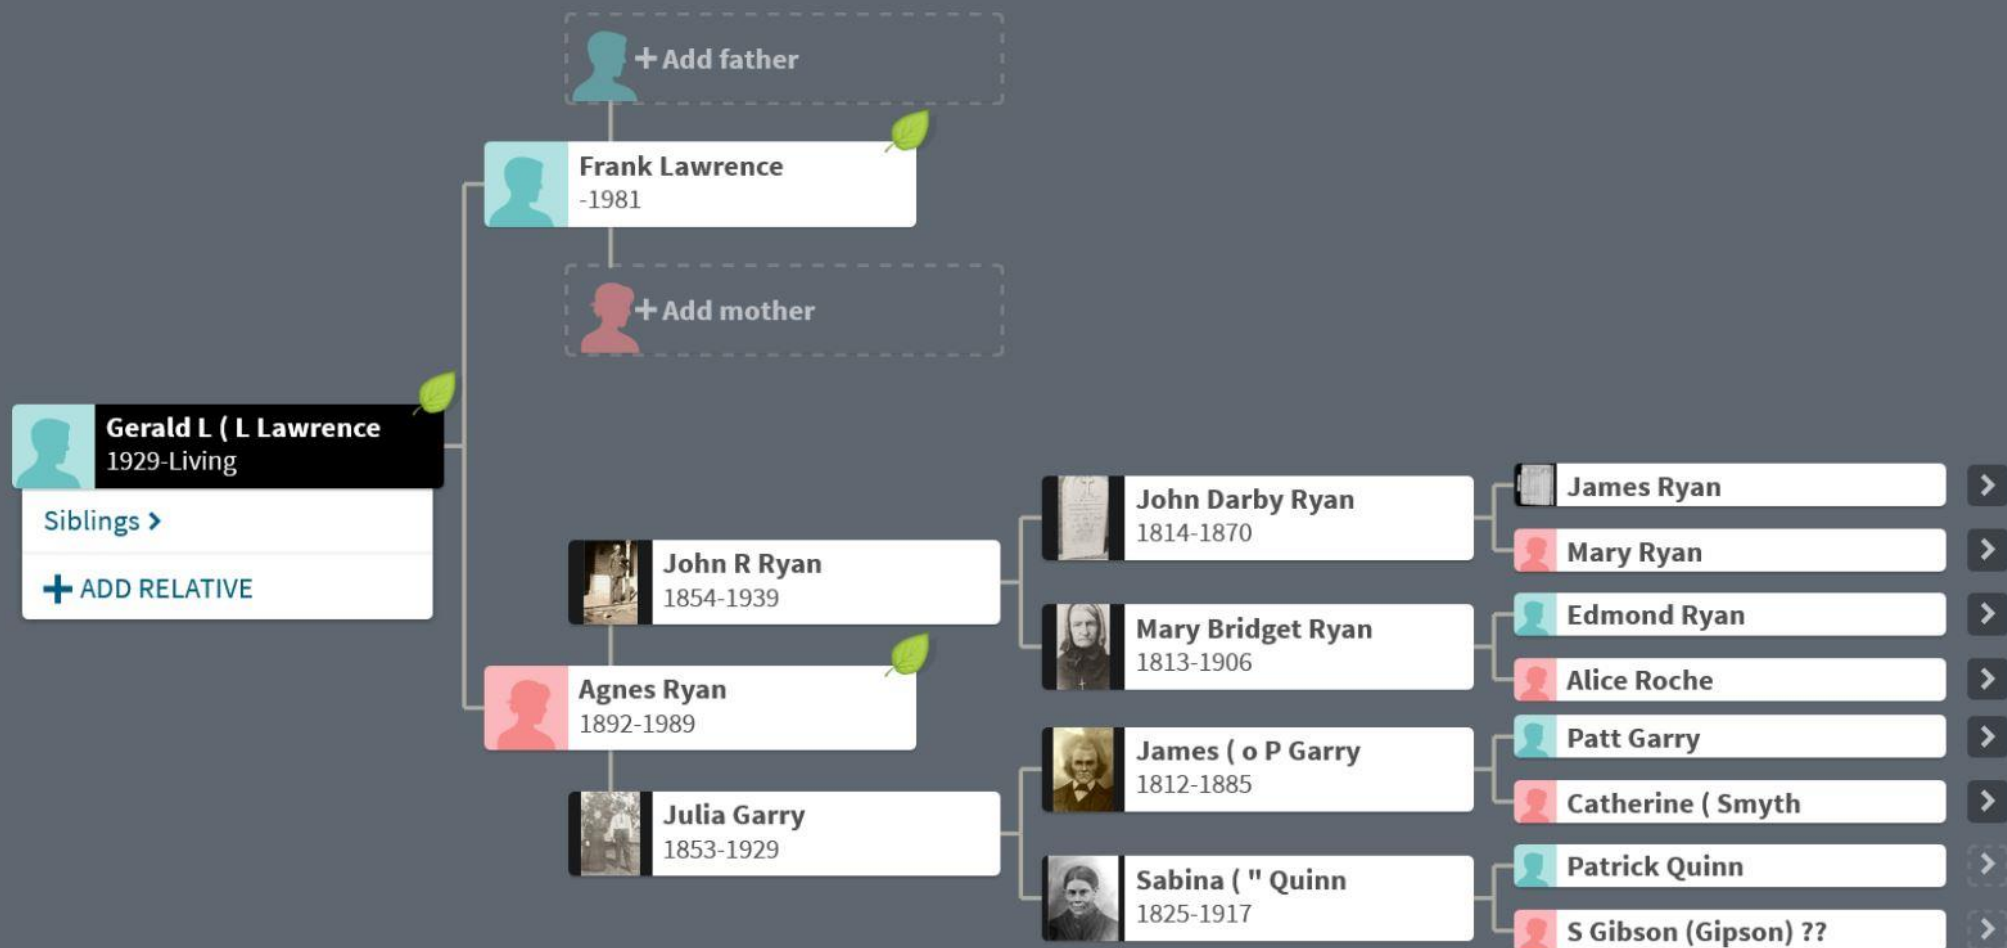 + Add father
Frank Lawrence
-1981
+ Add mother
Gerald L ( L Lawrence
1929-Living
Siblings >
+ ADD RELATIVE
John R Ryan
1854-1939
Agnes Ryan
1892-1989
Julia Garry
1853-1929
John Darby Ryan
1814-1870
Mary Bridget Ryan
1813-1906
James ( o P Garry
1812-1885
Sabina ( " Quinn
1825-1917
James Ryan
Mary Ryan
Edmond Ryan
Alice Roche
Patt Garry
Catherine ( Smyth
Patrick Quinn
S Gibson (Gipson) ??